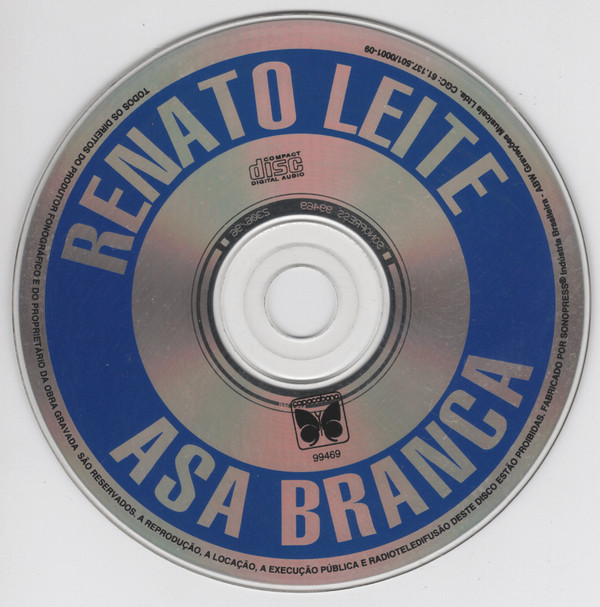 RENATO LEITE
COMPACT
disc
DIGITAL AUDIO
SONOPRESS 99469
99469
ASA BRANCA
TODOS OS DIREITOS DO PRODUTOR FONOGRÁFICO E DO PROPRIETÁRIO DA OBRA GRAVADA SÃO RESERVADOS. A REPRODUÇÃO, A LOCAÇÃO, A EXECUÇÃO PÚBLICA E RADIOTELEDIFUSÃO DESTE DISCO ESTÃO PROIBIDAS. FABRICADO POR SONOPRESS® Indústria Brasileira - ABW Gravações Musicais Ltda. CGC: 61.137.501/0001-09